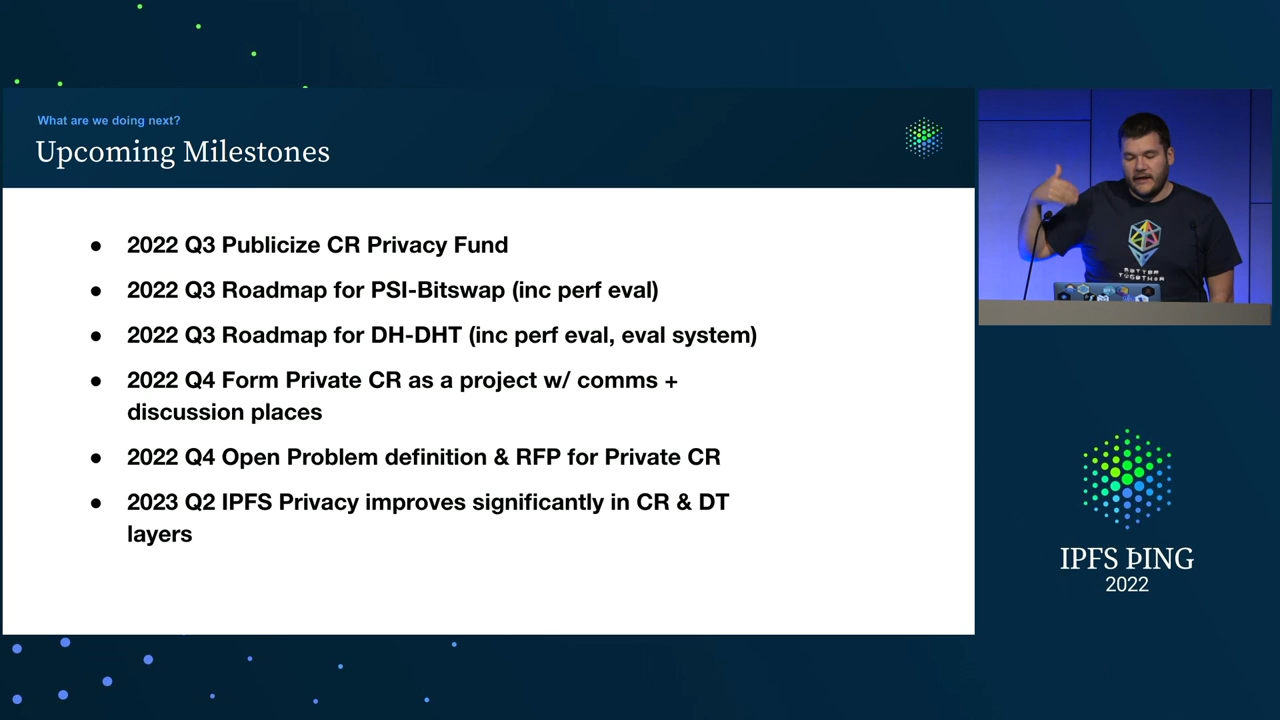 What are we doing next?
Upcoming Milestones
● 2022 Q3 Publicize CR Privacy Fund
● 2022 Q3 Roadmap for PSI-Bitswap (inc perf eval)
● 2022 Q3 Roadmap for DH-DHT (inc perf eval, eval system)
● 2022 Q4 Form Private CR as a project w/ comms +
discussion places
● 2022 Q4 Open Problem definition & RFP for Private CR
● 2023 Q2 IPFS Privacy improves significantly in CR & DT
layers
BETTER
TOGETHER
IPFS ÞING
2022